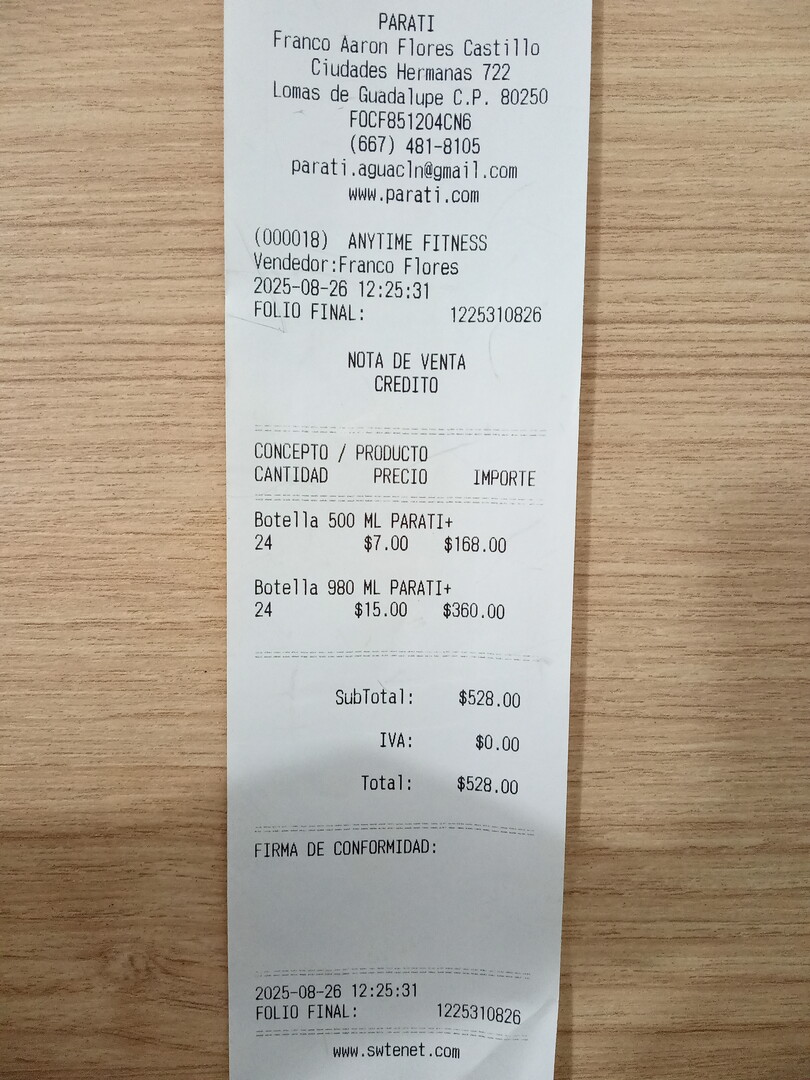 PARATI
Franco Aaron Flores Castillo
Ciudades Hermanas 722
Lomas de Guadalupe C.P. 80250
FOCF851204CN6
(667) 481-8105
parati.aguacln@gmail.com
www.parati.com
(000018) ANYTIME FITNESS
Vendedor:Franco Flores
2025-08-26 12:25:31
FOLIO FINAL: 1225310826
NOTA DE VENTA
CREDITO
CONCEPTO / PRODUCTO
CANTIDAD PRECIO IMPORTE
Botella 500 ML PARATI+
24 $7.00 $168.00
Botella 980 ML PARATI+
24 $15.00 $360.00
SubTotal: $528.00
IVA: $0.00
Total: $528.00
FIRMA DE CONFORMIDAD:
2025-08-26 12:25:31
FOLIO FINAL: 1225310826
www.swtenet.com